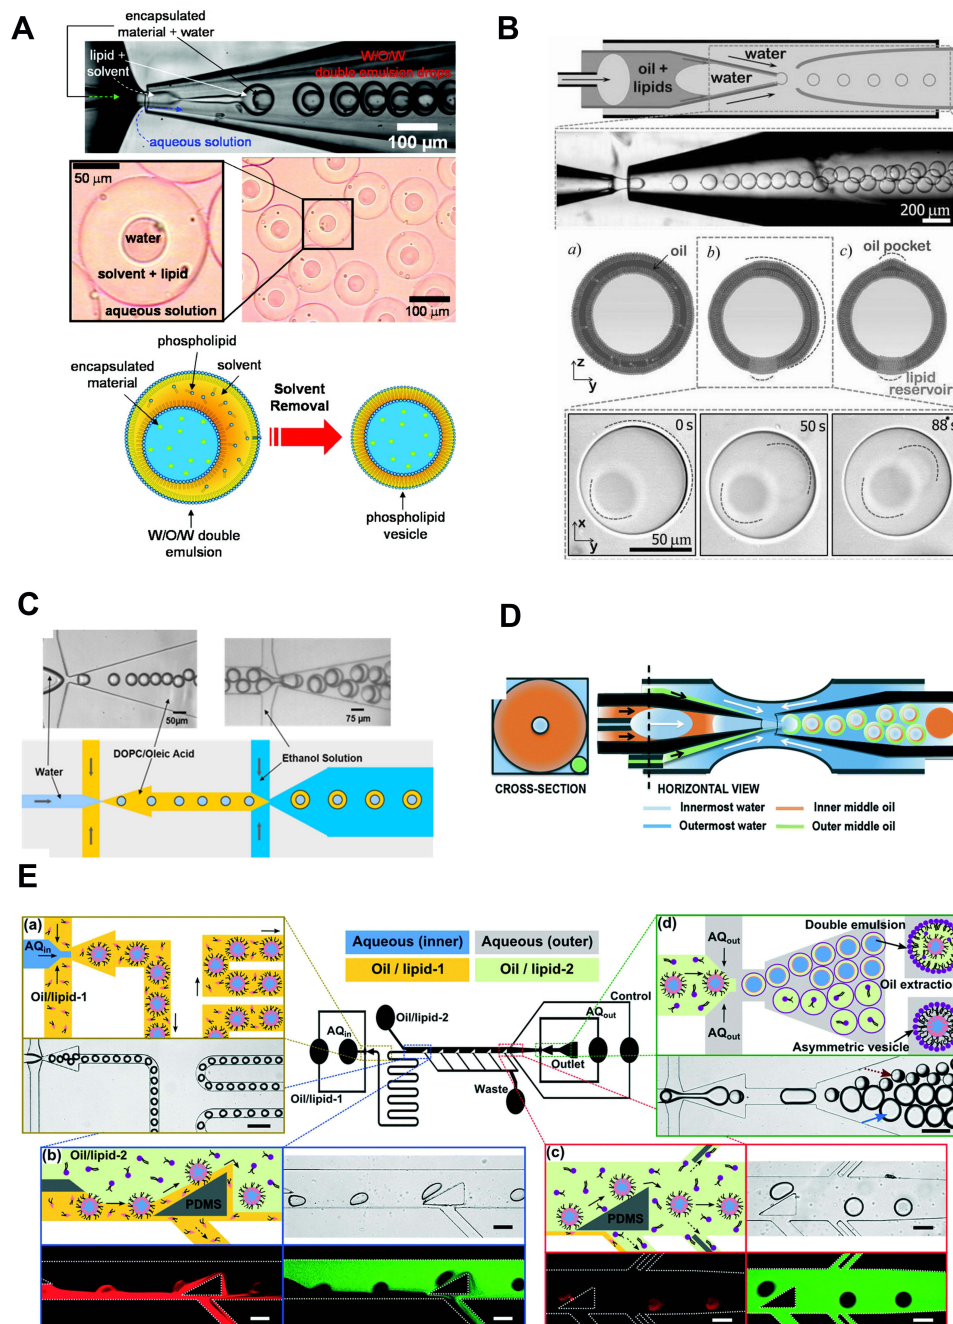 A
encapsulated
material + water
lipid +
solvent
W/O/W
double emulsion drops
aqueous solution
100 µm
50 µm
water
solvent + lipid
aqueous solution
100 µm
phospholipid
encapsulated
material
solvent
Solvent
Removal
W/O/W double
emulsion
phospholipid
vesicle
B
oil +
lipids
water
water
200 µm
a)
oil
b)
c)
oil pocket
z
y
lipid
reservoir
0 s
50 s
88 s
x
y
50 µm
C
50µm
75 µm
DOPC/Oleic Acid
Water
Ethanol Solution
D
CROSS-SECTION
HORIZONTAL VIEW
Innermost water
Inner middle oil
Outermost water
Outer middle oil
E
(a)
AQin
Oil/lipid-1
Aqueous (inner)
Aqueous (outer)
Oil / lipid-1
Oil / lipid-2
Oil/lipid-2
AQin
Oil/lipid-1
Control
AQout
Outlet
Waste
(d)
AQout
AQout
Double emulsion
Oil extraction
Asymmetric vesicle
(b)
Oil/lipid-2
PDMS
(c)
PDMS